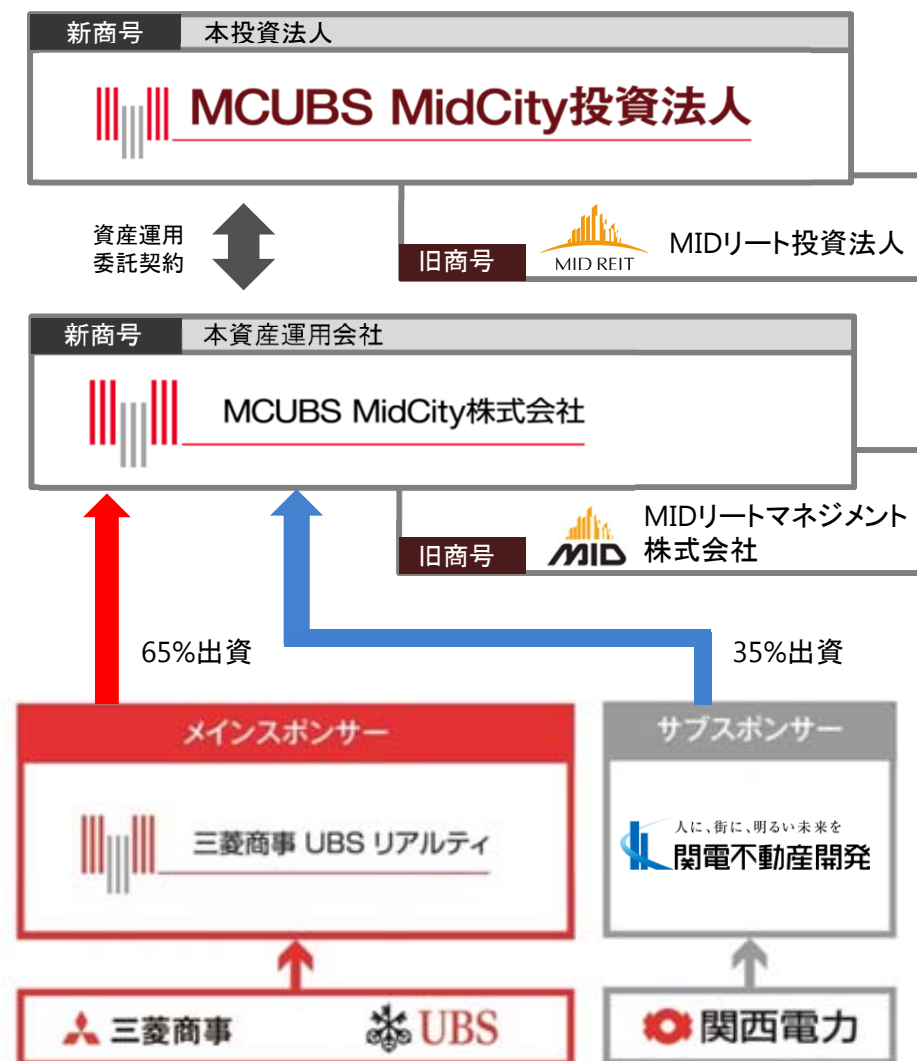 新商号 本投資法人
MCUBS MidCity投資法人
資産運用
委託契約
旧商号 MID REIT MIDリート投資法人
新商号 本資産運用会社
MCUBS MidCity株式会社
旧商号 MID MIDリートマネジメント
株式会社
65%出資
35%出資
メインスポンサー
三菱商事 UBS リアルティ
三菱商事 UBS
サブスポンサー
人に、街に、明るい未来を
関電不動産開発
関西電力